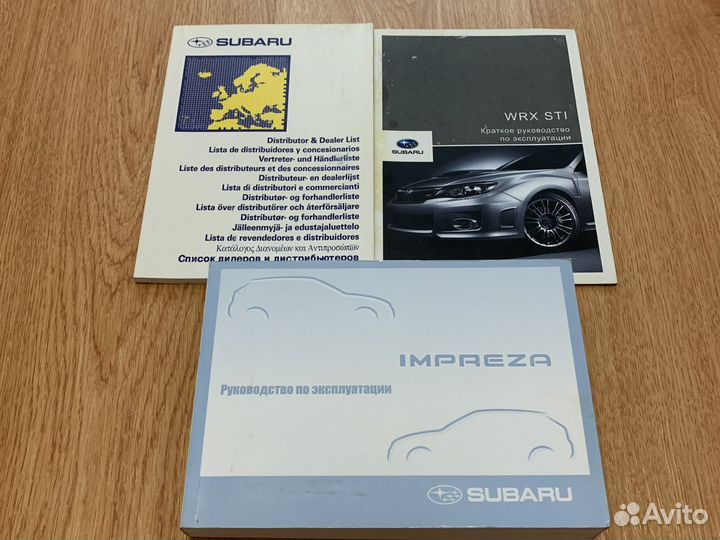 SUBARU
Distributor & Dealer List
Lista de distribuidores y concesionarios
Vertreter- und Händlerliste
Liste des distributeurs et des concessionnaires
Distributeur- en dealerlijst
Lista di distributori e commercianti
Distributør- og forhandlerliste
Lista över distributörer och återförsäljare
Distributør- og forhandlerliste
Jälleenmyjä- ja edustajaluettelo
Lista de revendedores e distribuidores
Κατάλογος Διανομέων και Αντιπροσώπων
Список дилеров и дистрибьютеров
WRX STI
Краткое руководство
по эксплуатации
SUBARU
IMPREZA
Руководство по эксплуатации
SUBARU
Avito